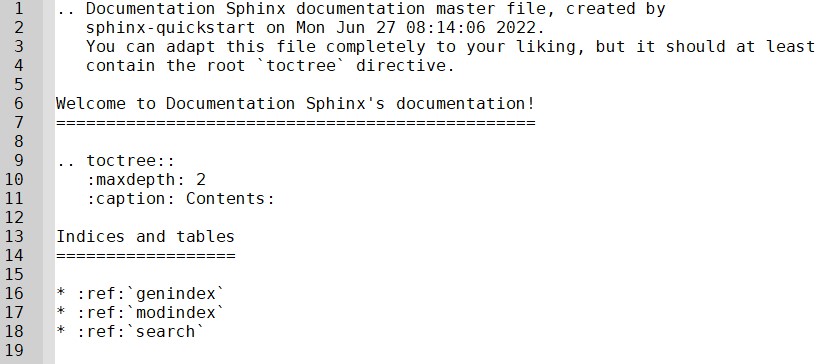 1 .. Documentation Sphinx documentation master file, created by
2    sphinx-quickstart on Mon Jun 27 08:14:06 2022.
3    You can adapt this file completely to your liking, but it should at least
4    contain the root `toctree` directive.
5
6 Welcome to Documentation Sphinx's documentation!
7 ================================================
8
9 .. toctree::
10    :maxdepth: 2
11    :caption: Contents:
12
13 Indices and tables
14 ==================
15
16 * :ref:`genindex`
17 * :ref:`modindex`
18 * :ref:`search`
19